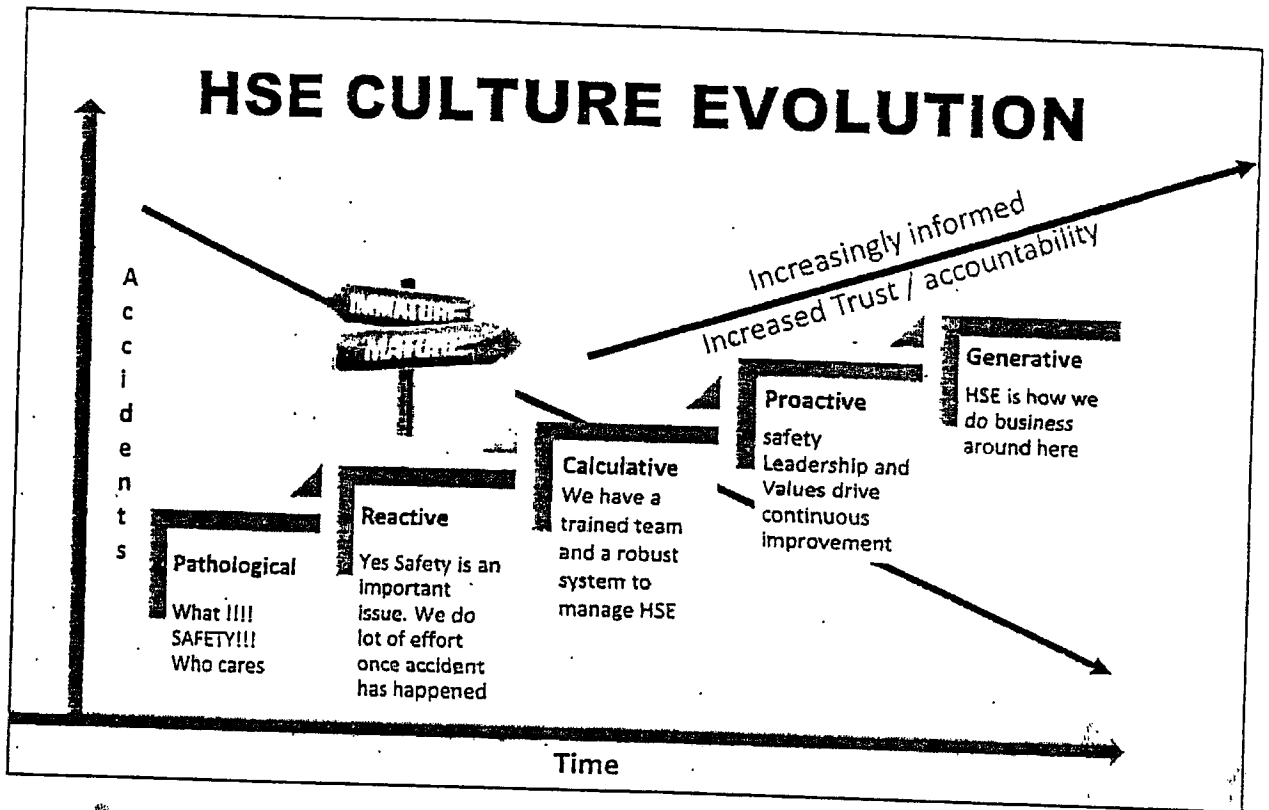 HSE CULTURE EVOLUTION
Accidents
IMMATURE
MATURE
Increasingly informed
Increased Trust / accountability
Pathological
What !!!!
SAFETY!!!
Who cares
Reactive
Yes Safety is an
important
issue. We do
lot of effort
once accident
has happened
Calculative
We have a
trained team
and a robust
system to
manage HSE
Proactive
safety
Leadership and
Values drive
continuous
improvement
Generative
HSE is how we
do business
around here
Time